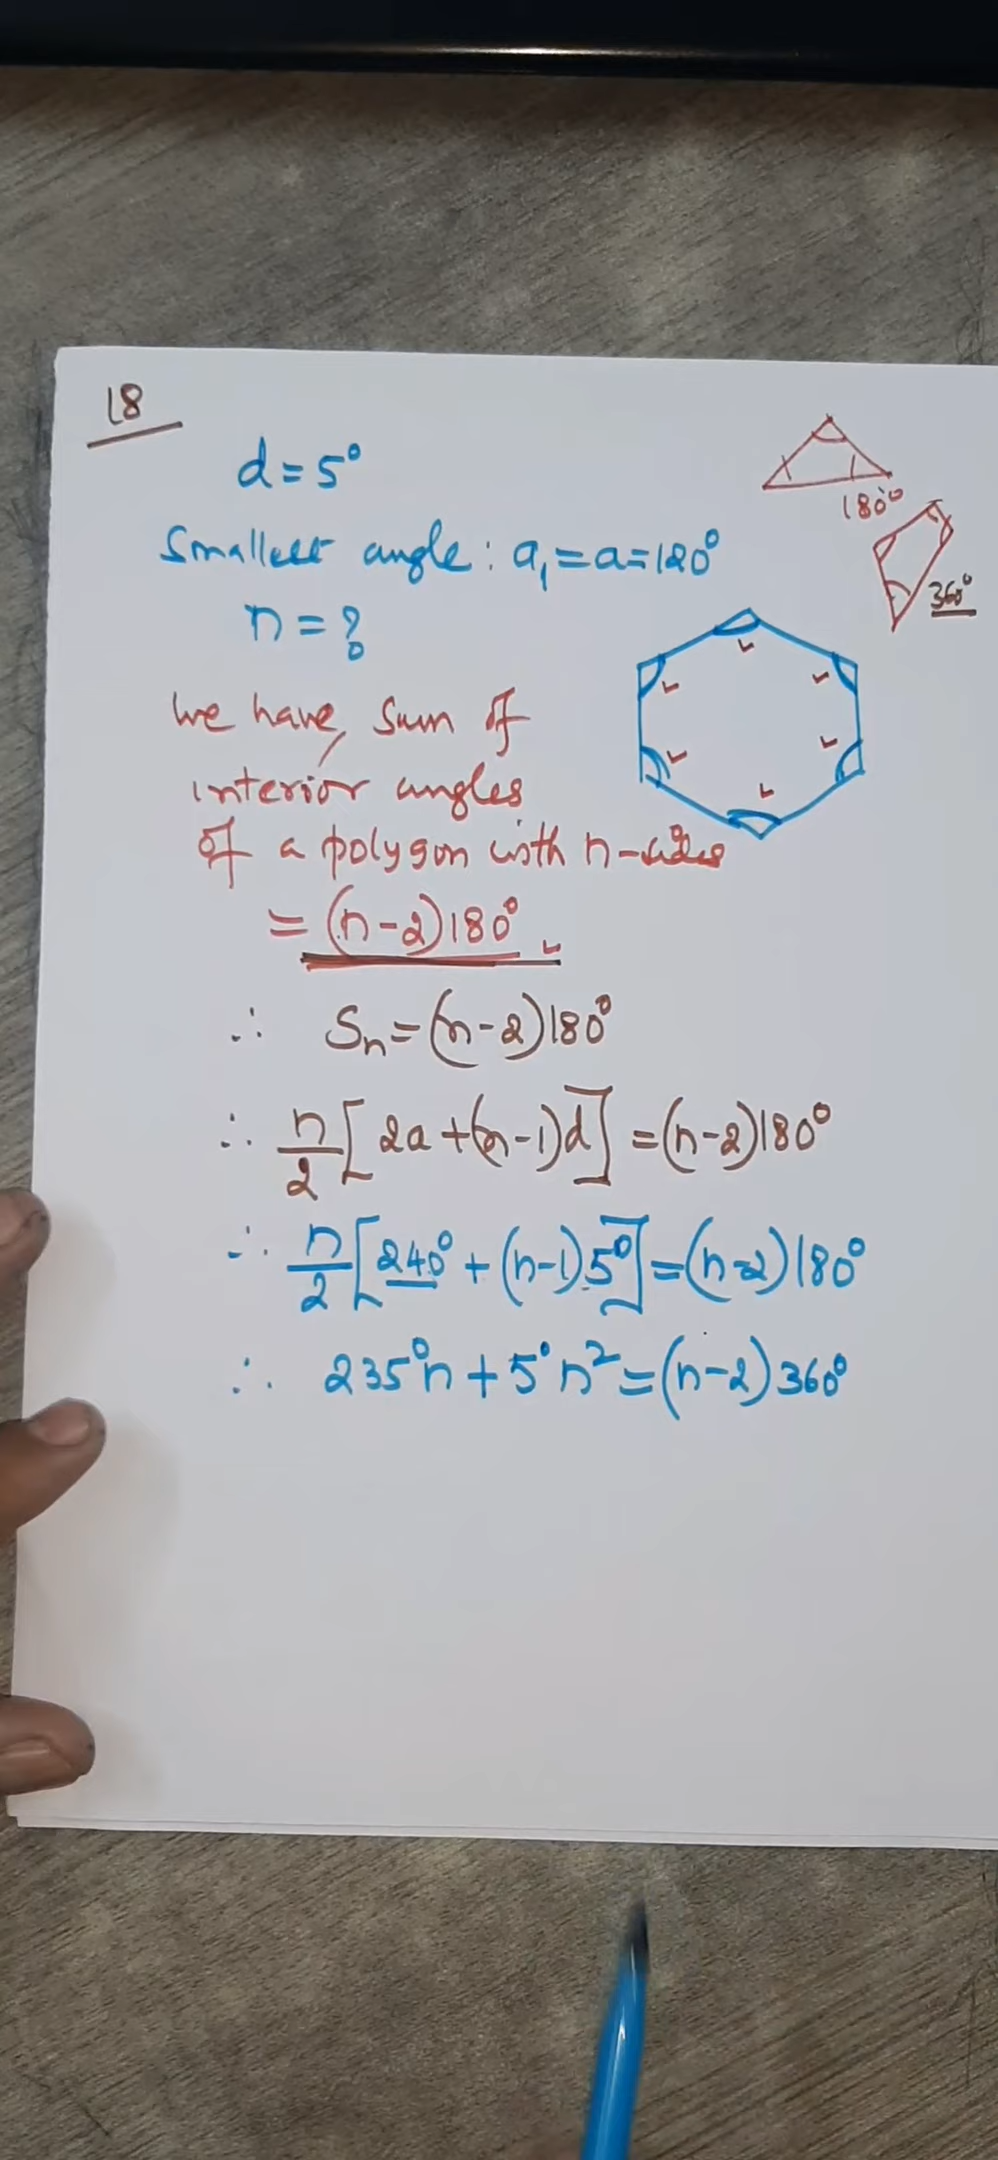 18
d = 5°
Smallest angle : a₁ = a = 120°
n = ?
180°
360°
We have, Sum of
interior angles
of a polygon with n-sides
= (n-2)180°
∴ Sₙ = (n-2)180°
∴ n/2 [2a + (n-1)d] = (n-2)180°
∴ n/2 [240° + (n-1)5°] = (n-2)180°
∴ 235°n + 5°n² = (n-2)360°